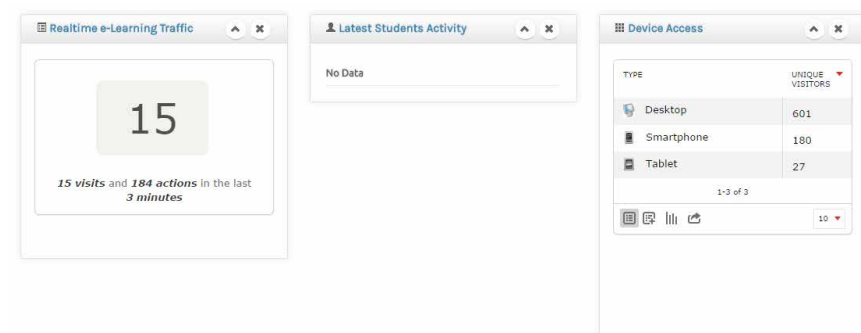 Realtime e-Learning Traffic
15
15 visits and 184 actions in the last
3 minutes
Latest Students Activity
No Data
Device Access
TYPE
UNIQUE
VISITORS
Desktop 601
Smartphone 180
Tablet 27
1-3 of 3
10